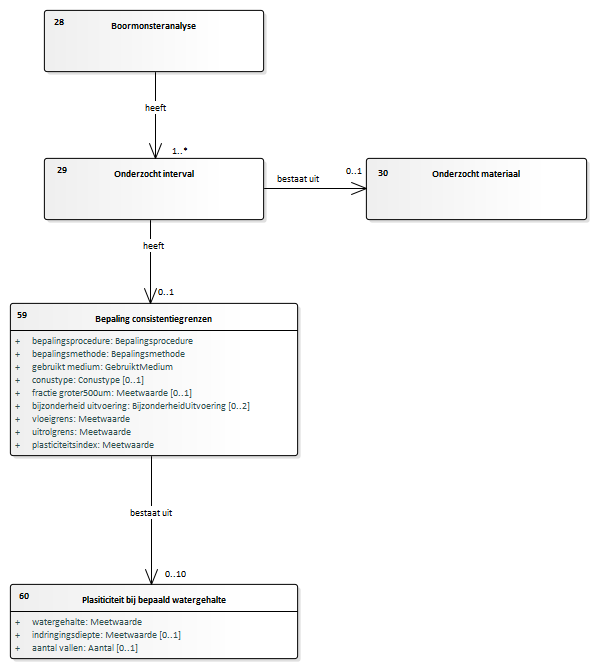 28
Boormonsteranalyse
heeft
1..*
29
Onderzocht interval
bestaat uit
0..1
30
Onderzocht materiaal
heeft
0..1
59
Bepaling consistentiegrenzen
+ bepalingsprocedure: Bepalingsprocedure
+ bepalingsmethode: Bepalingsmethode
+ gebruikt medium: GebruiktMedium
+ conustype: Conustype [0..1]
+ fractie groter500um: Meetwaarde [0..1]
+ bijzonderheid uitvoering: BijzonderheidUitvoering [0..2]
+ vloeigrens: Meetwaarde
+ uitrolgrens: Meetwaarde
+ plasticiteitsindex: Meetwaarde
bestaat uit
0..10
60
Plasiticiteit bij bepaald watergehalte
+ watergehalte: Meetwaarde
+ indringingsdiepte: Meetwaarde [0..1]
+ aantal vallen: Aantal [0..1]